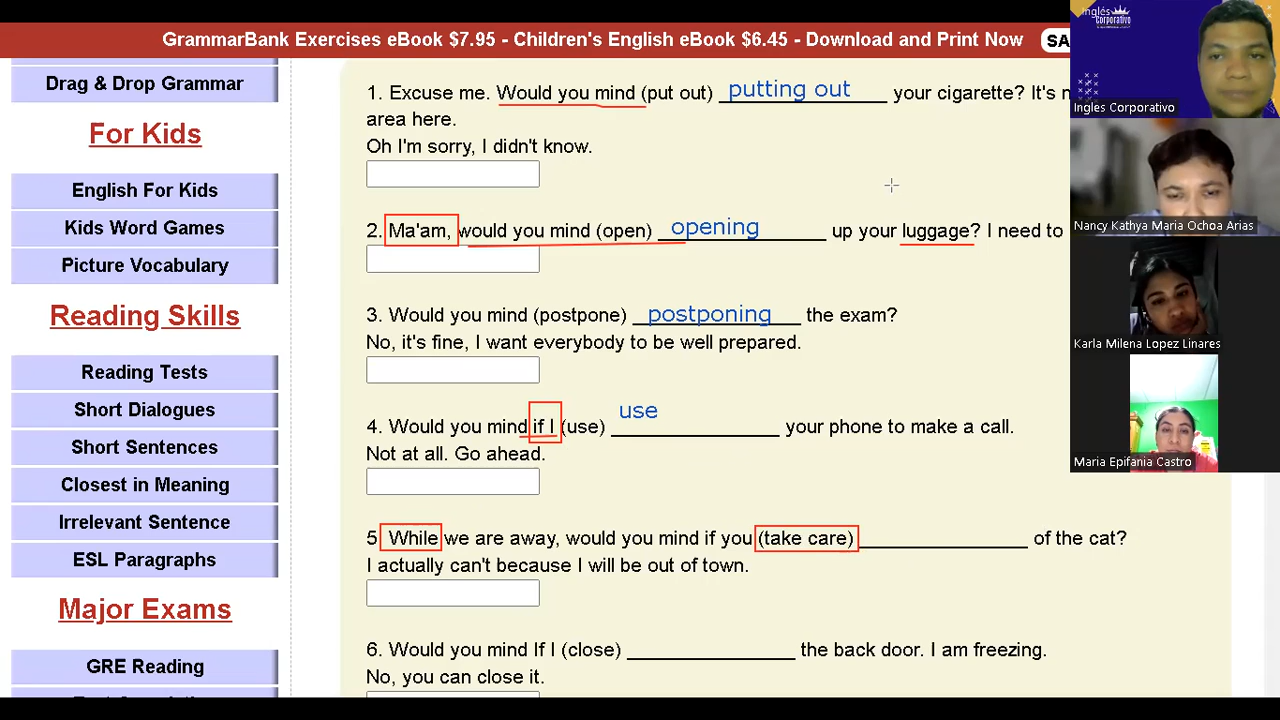 GrammarBank Exercises eBook $7.95 - Children's English eBook $6.45 - Download and Print Now
Drag & Drop Grammar
For Kids
English For Kids
Kids Word Games
Picture Vocabulary
Reading Skills
Reading Tests
Short Dialogues
Short Sentences
Closest in Meaning
Irrelevant Sentence
ESL Paragraphs
Major Exams
GRE Reading
1. Excuse me. Would you mind (put out) putting out your cigarette? It's
area here.
Oh I'm sorry, I didn't know.
2. Ma'am, would you mind (open) opening up your luggage? I need to
3. Would you mind (postpone) postponing the exam?
No, it's fine, I want everybody to be well prepared.
4. Would you mind if I (use) use your phone to make a call.
Not at all. Go ahead.
5 While we are away, would you mind if you (take care) ________________ of the cat?
I actually can't because I will be out of town.
6. Would you mind If I (close) ________________ the back door. I am freezing.
No, you can close it.
Inglés
Corporativo
Ingles Corporativo
Nancy Kathya Maria Ochoa Arias
Karla Milena Lopez Linares
Maria Epifania Castro